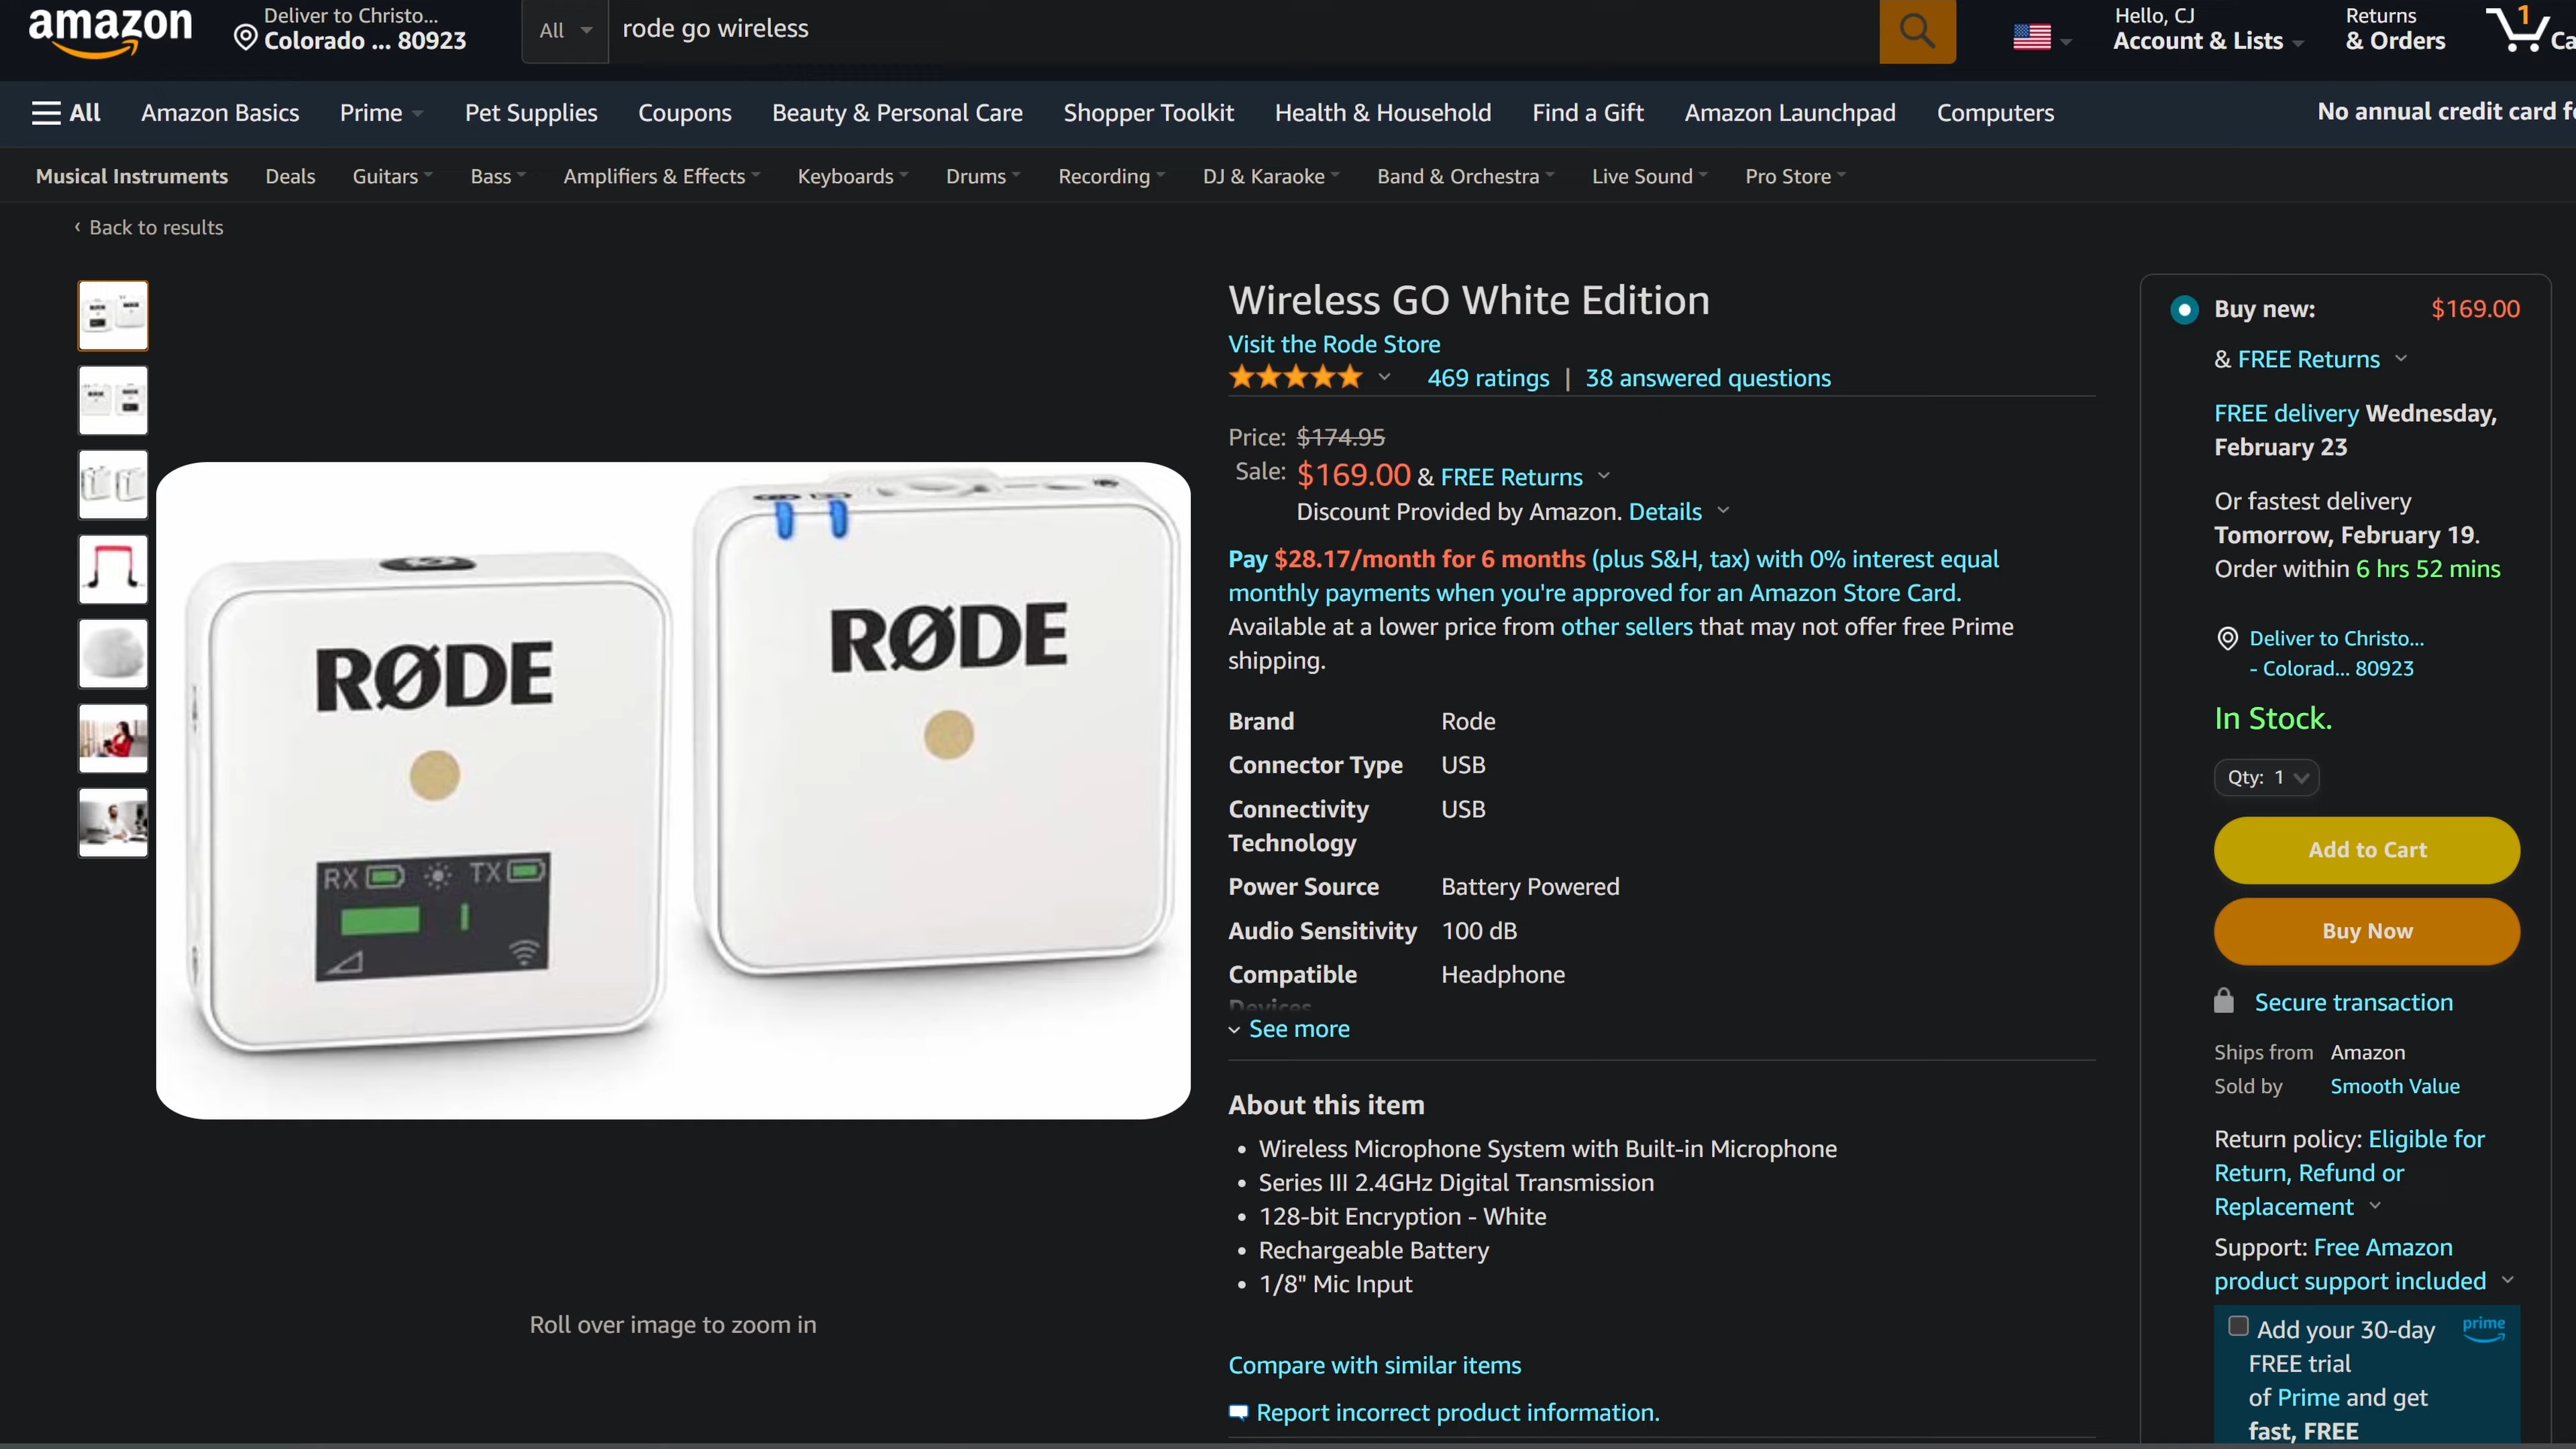 amazon
Deliver to Christo...
Colorado ... 80923
All
rode go wireless
Hello, CJ
Account & Lists
Returns
& Orders
1
Ca
All Amazon Basics Prime Pet Supplies Coupons Beauty & Personal Care Shopper Toolkit Health & Household Find a Gift Amazon Launchpad Computers
No annual credit card f
Musical Instruments Deals Guitars Bass Amplifiers & Effects Keyboards Drums Recording DJ & Karaoke Band & Orchestra Live Sound Pro Store
‹ Back to results
RØDE
RX TX
RØDE
Roll over image to zoom in
Wireless GO White Edition
Visit the Rode Store
469 ratings | 38 answered questions
Price: $174.95
Sale: $169.00 & FREE Returns
Discount Provided by Amazon. Details
Pay $28.17/month for 6 months (plus S&H, tax) with 0% interest equal
monthly payments when you're approved for an Amazon Store Card.
Available at a lower price from other sellers that may not offer free Prime
shipping.
Brand Rode
Connector Type USB
Connectivity USB
Technology
Power Source Battery Powered
Audio Sensitivity 100 dB
Compatible Headphone
Devices
See more
About this item
• Wireless Microphone System with Built-in Microphone
• Series III 2.4GHz Digital Transmission
• 128-bit Encryption - White
• Rechargeable Battery
• 1/8" Mic Input
Compare with similar items
Report incorrect product information.
Buy new: $169.00
& FREE Returns
FREE delivery Wednesday,
February 23
Or fastest delivery
Tomorrow, February 19.
Order within 6 hrs 52 mins
Deliver to Christo...
- Colorad... 80923
In Stock.
Qty: 1
Add to Cart
Buy Now
Secure transaction
Ships from Amazon
Sold by Smooth Value
Return policy: Eligible for
Return, Refund or
Replacement
Support: Free Amazon
product support included
Add your 30-day prime
FREE trial
of Prime and get
fast, FREE